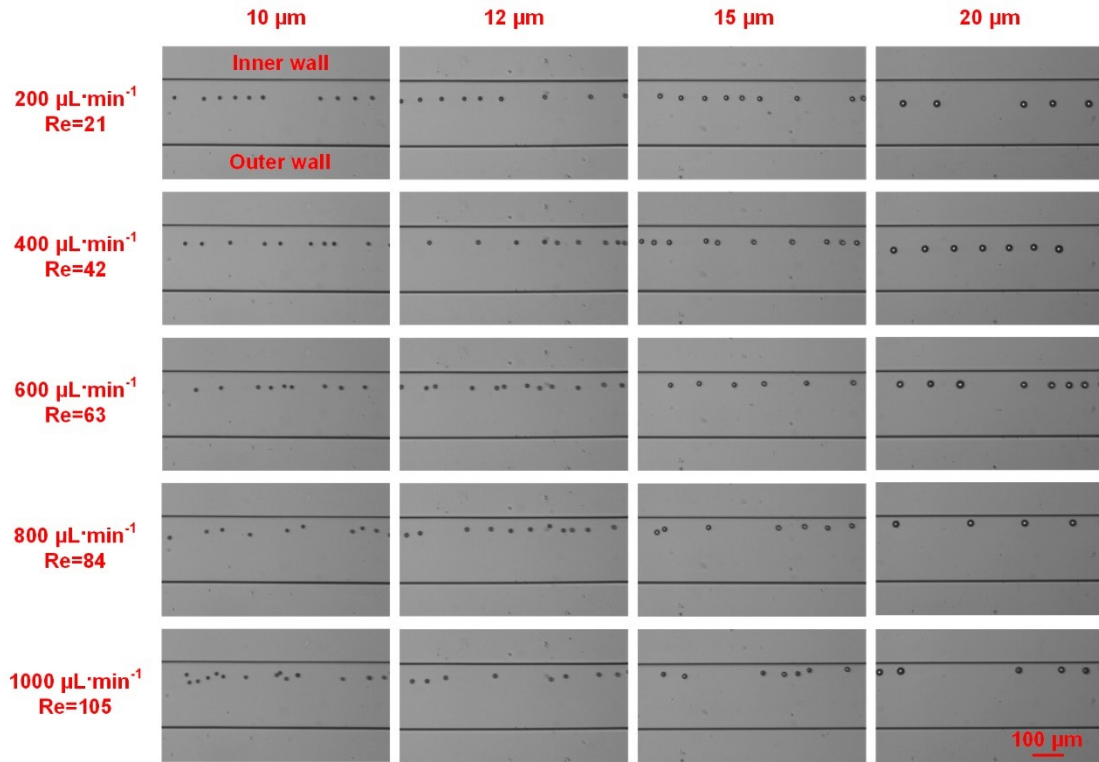 10 µm 12 µm 15 µm 20 µm
Inner wall
200 µL·min⁻¹
Re=21
Outer wall
400 µL·min⁻¹
Re=42
600 µL·min⁻¹
Re=63
800 µL·min⁻¹
Re=84
1000 µL·min⁻¹
Re=105
100 µm